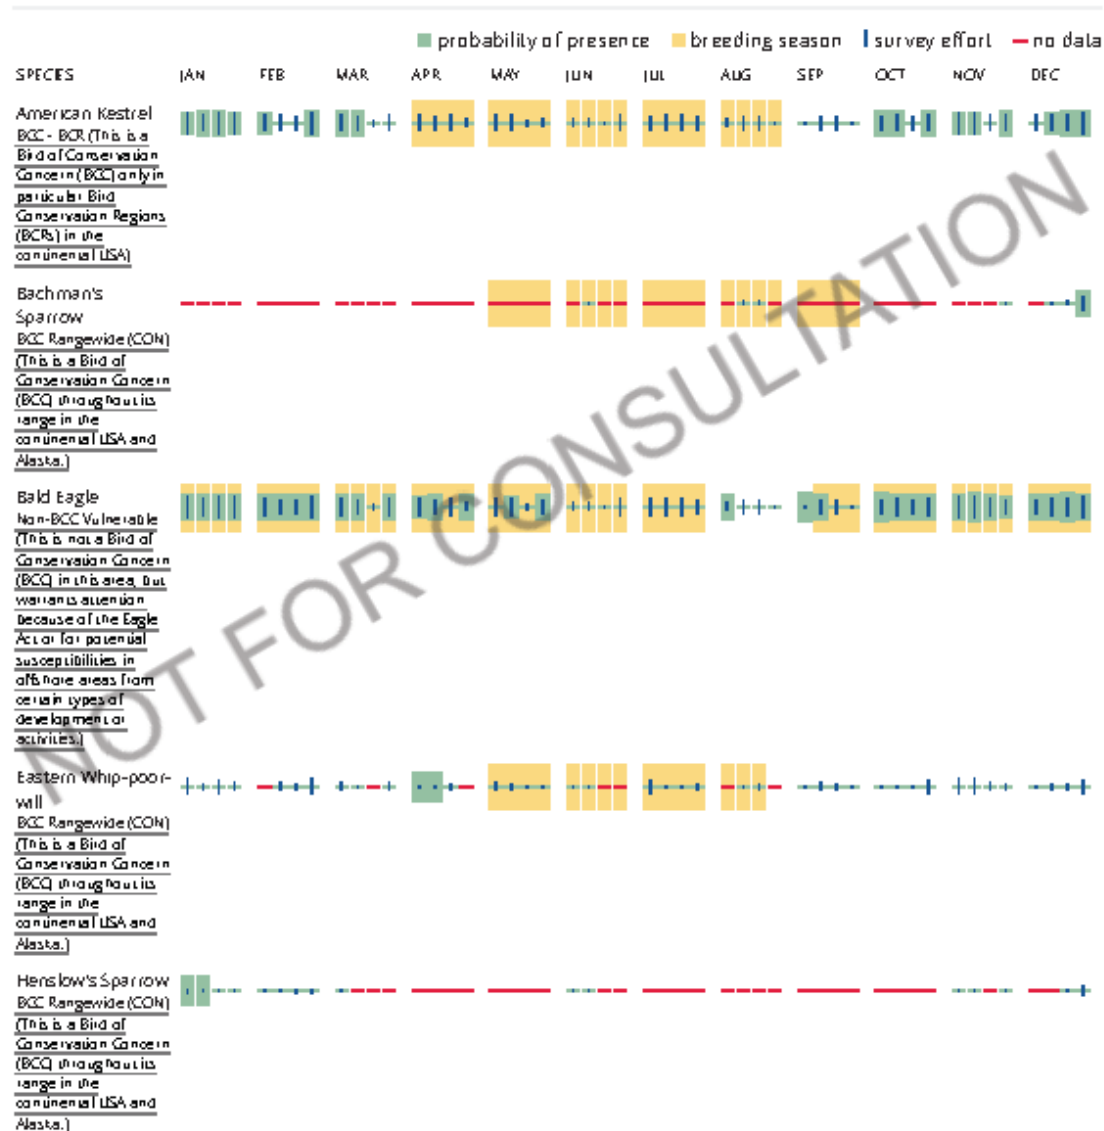 probability of presence breeding season survey effort no data
SPECIES JAN FEB MAR APR MAY JUN JUL AUG SEP OCT NOV DEC
American Kestrel
BCC - BCR (This is a
Bird of Conservation
Concern (BCC) only in
particular Bird
Conservation Regions
(BCRs) in the
continental USA)
Bachman's
Sparrow
BCC Rangewide (CON)
(This is a Bird of
Conservation Concern
(BCC) throughout its
range in the
continental USA and
Alaska.)
Bald Eagle
Non-BCC Vulnerable
(This is not a Bird of
Conservation Concern
(BCC) in this area, but
warrants attention
because of the Eagle
Act or for potential
susceptibilities in
offshore areas from
certain types of
development or
activities.)
Eastern Whip-poor-
will
BCC Rangewide (CON)
(This is a Bird of
Conservation Concern
(BCC) throughout its
range in the
continental USA and
Alaska.)
Henslow's Sparrow
BCC Rangewide (CON)
(This is a Bird of
Conservation Concern
(BCC) throughout its
range in the
continental USA and
Alaska.)
NOT FOR CONSULTATION